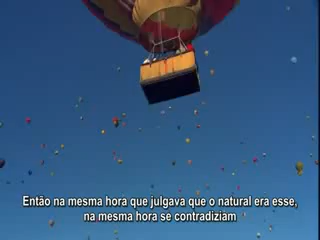 Então na mesma hora que julgava que o natural era esse,
na mesma hora se contradiziam